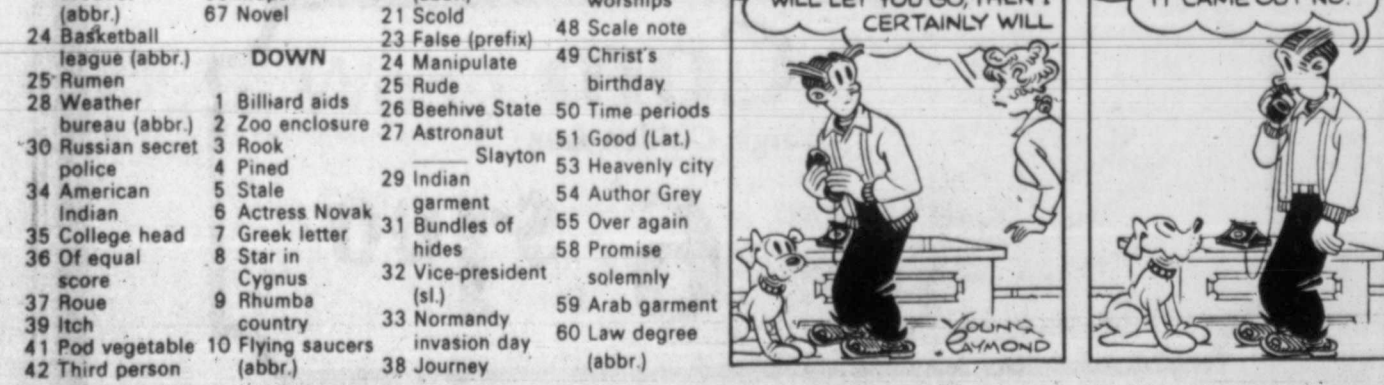 (abbr.)
24 Basketball
league (abbr.)
25 Rumen
28 Weather
bureau (abbr.)
30 Russian secret
police
34 American
Indian
35 College head
36 Of equal
score
37 Roue
39 Itch
41 Pod vegetable
42 Third person
67 Novel
DOWN
1 Billiard aids
2 Zoo enclosure
3 Rook
4 Pined
5 Stale
6 Actress Novak
7 Greek letter
8 Star in
Cygnus
9 Rhumba
country
10 Flying saucers
(abbr.)
21 Scold
23 False (prefix)
24 Manipulate
25 Rude
26 Beehive State
27 Astronaut
____ Slayton
29 Indian
garment
31 Bundles of
hides
32 Vice-president
(sl.)
33 Normandy
invasion day
38 Journey
worships
48 Scale note
49 Christ's
birthday
50 Time periods
51 Good (Lat.)
53 Heavenly city
54 Author Grey
55 Over again
58 Promise
solemnly
59 Arab garment
60 Law degree
(abbr.)
WILL LET YOU GO, THEN I
CERTAINLY WILL
YOUNG
RAYMOND
IT CAME OUT NO.